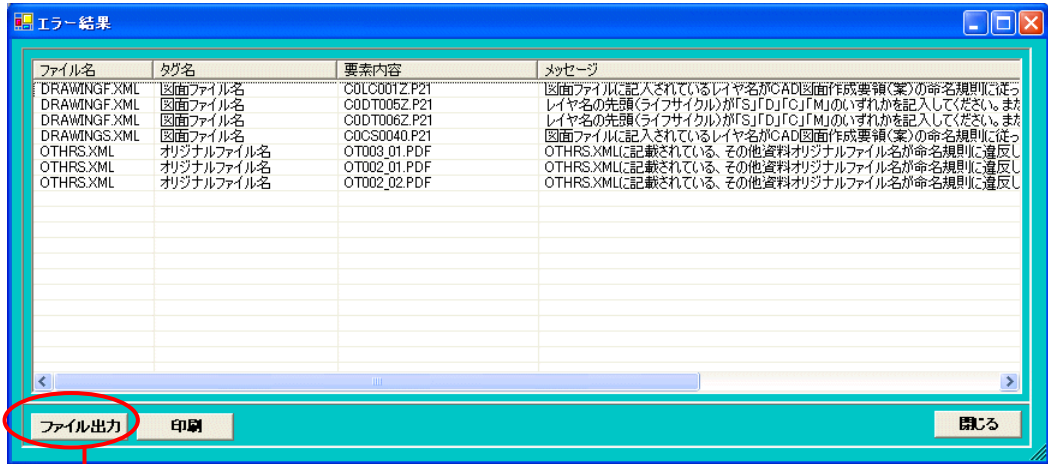 エラー結果
ファイル名 タグ名 要素内容 メッセージ
DRAWINGF.XML 図面ファイル名 C0LC001Z.P21 図面ファイルに記入されているレイヤ名がCAD図面作成要領(案)の命名規則に従っ
DRAWINGF.XML 図面ファイル名 C0DT005Z.P21 レイヤ名の先頭(ライフサイクル)が「S」「D」「C」「M」のいずれかを記入してください。また
DRAWINGF.XML 図面ファイル名 C0DT006Z.P21 レイヤ名の先頭(ライフサイクル)が「S」「D」「C」「M」のいずれかを記入してください。また
DRAWINGS.XML 図面ファイル名 C0CS0040.P21 図面ファイルに記入されているレイヤ名がCAD図面作成要領(案)の命名規則に従っ
OTHRS.XML オリジナルファイル名 OT003_01.PDF OTHRS.XMLに記載されている、その他資料オリジナルファイル名が命名規則に違反し
OTHRS.XML オリジナルファイル名 OT002_01.PDF OTHRS.XMLに記載されている、その他資料オリジナルファイル名が命名規則に違反し
OTHRS.XML オリジナルファイル名 OT002_02.PDF OTHRS.XMLに記載されている、その他資料オリジナルファイル名が命名規則に違反し
ファイル出力 印刷 閉じる